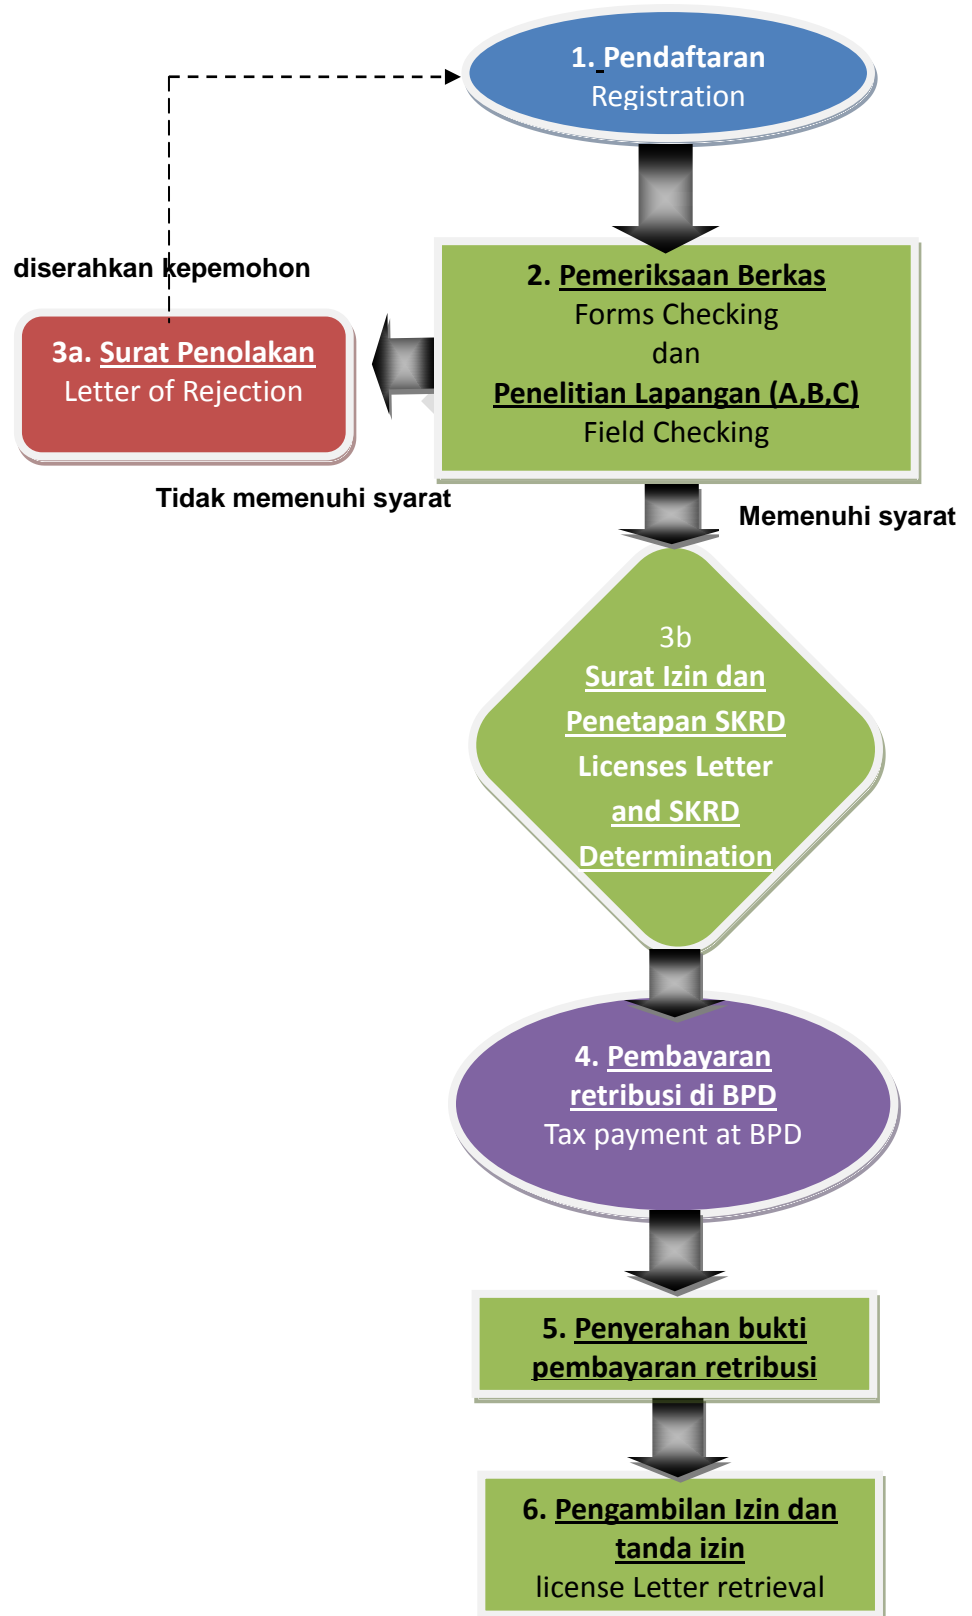 1. Pendaftaran
Registration
diserahkan kepemohon
2. Pemeriksaan Berkas
Forms Checking
dan
Penelitian Lapangan (A,B,C)
Field Checking
3a. Surat Penolakan
Letter of Rejection
Tidak memenuhi syarat
Memenuhi syarat
3b
Surat Izin dan
Penetapan SKRD
Licenses Letter
and SKRD
Determination
4. Pembayaran
retribusi di BPD
Tax payment at BPD
5. Penyerahan bukti
pembayaran retribusi
6. Pengambilan Izin dan
tanda izin
license Letter retrieval